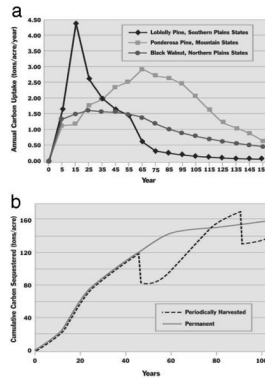 a
Annual Carbon Uptake (tons/acre/year)
4.50
4.00
3.50
3.00
2.50
2.00
1.50
1.00
0.50
0.00
Loblolly Pine, Southern Plains States
Ponderosa Pine, Mountain States
Black Walnut, Northern Plains States
0 5 15 25 35 45 55 65 75 85 95 105 115 125 135 145 15
Year
b
Cumulative Carbon Sequestered (tons/acre)
160
120
80
40
0
Periodically Harvested
Permanent
0 20 40 60 80 100
Years